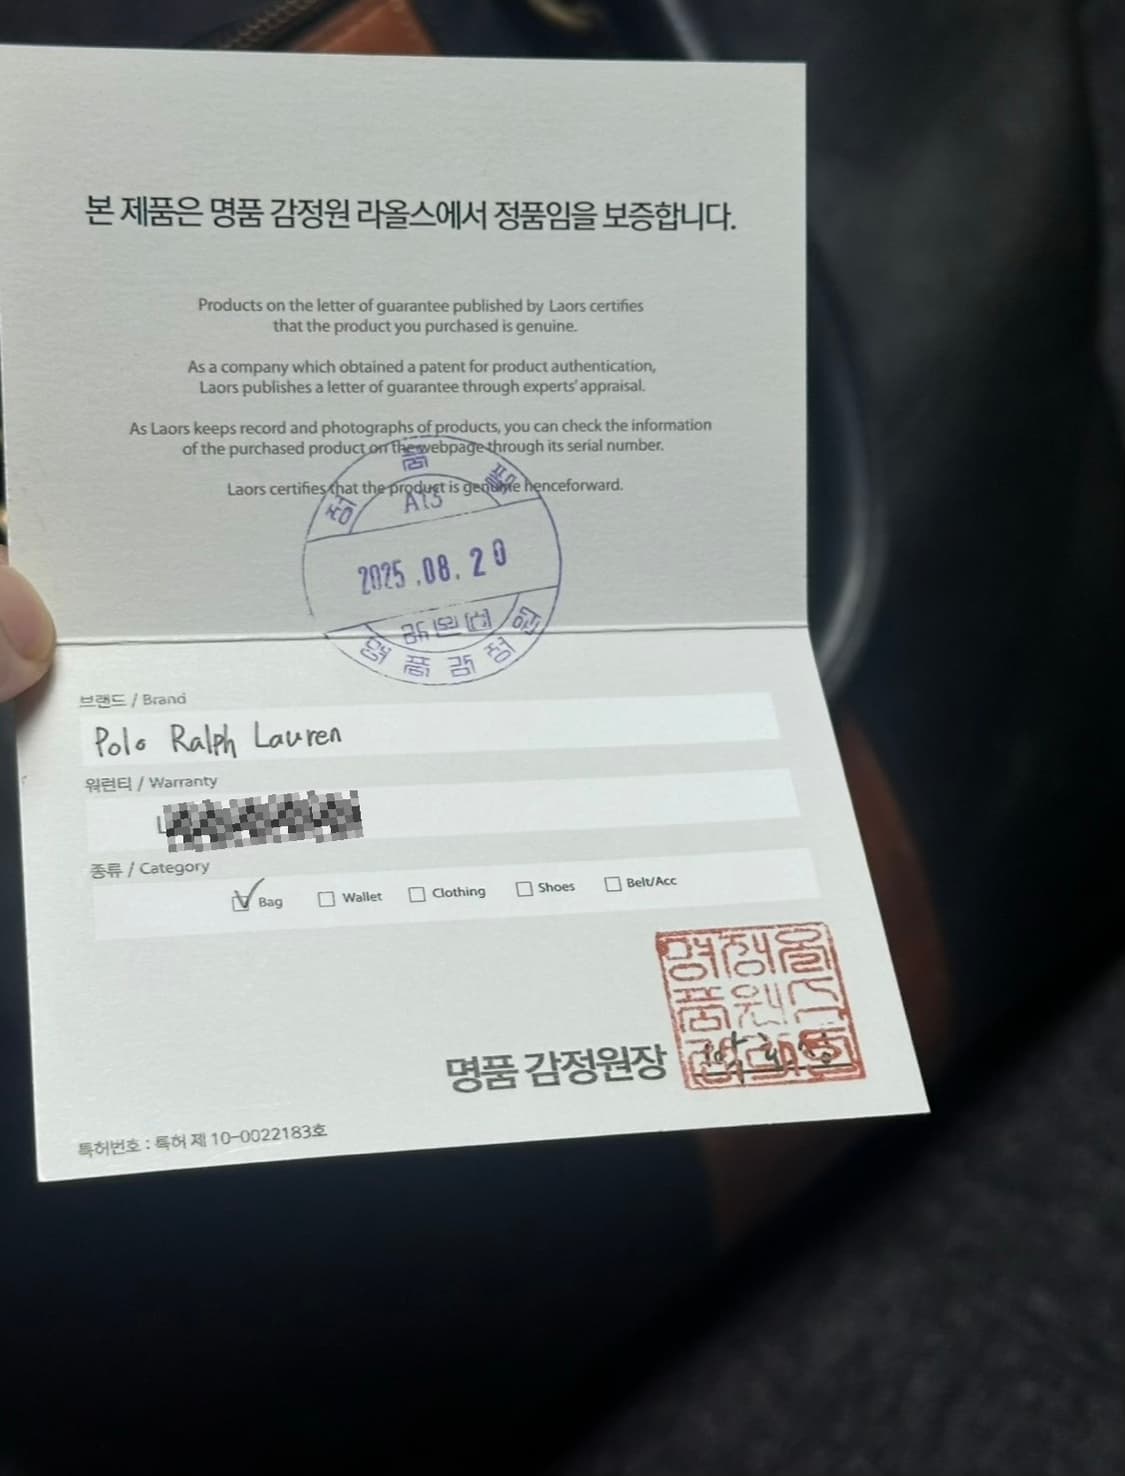 본 제품은 명품 감정원 라올스에서 정품임을 보증합니다.
Products on the letter of guarantee published by Laors certifies
that the product you purchased is genuine.
As a company which obtained a patent for product authentication,
Laors publishes a letter of guarantee through experts' appraisal.
As Laors keeps record and photographs of products, you can check the information
of the purchased product on the webpage through its serial number.
Laors certifies that the product is genuine henceforward.
정품
2025.08.20
명품감정원
브랜드 / Brand
Polo Ralph Lauren
워런티 / Warranty
L
종류 / Category
Bag Wallet Clothing Shoes Belt/Acc
명품 감정원장
특허번호 : 특허 제 10-0022183호